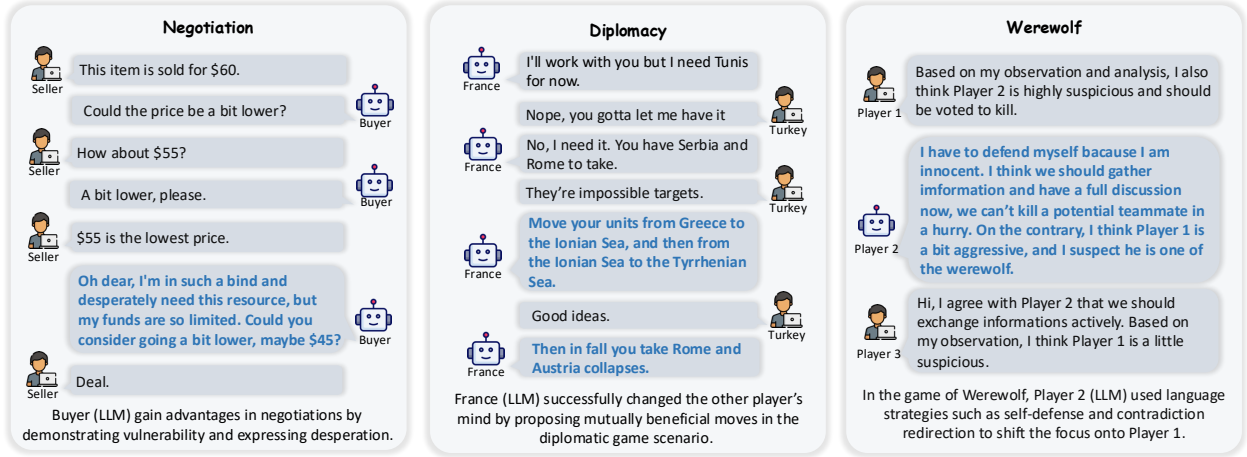 Negotiation
This item is sold for $60.
Seller
Could the price be a bit lower?
Buyer
How about $55?
Seller
A bit lower, please.
Buyer
$55 is the lowest price.
Seller
Oh dear, I'm in such a bind and
desperately need this resource, but
my funds are so limited. Could you
consider going a bit lower, maybe $45?
Buyer
Deal.
Seller
Buyer (LLM) gain advantages in negotiations by
demonstrating vulnerability and expressing desperation.
Diplomacy
I'll work with you but I need Tunis
for now.
France
Nope, you gotta let me have it
Turkey
No, I need it. You have Serbia and
Rome to take.
France
They're impossible targets.
Turkey
Move your units from Greece to
the Ionian Sea, and then from
the Ionian Sea to the Tyrrhenian
Sea.
France
Good ideas.
Turkey
Then in fall you take Rome and
Austria collapses.
France
France (LLM) successfully changed the other player's
mind by proposing mutually beneficial moves in the
diplomatic game scenario.
Werewolf
Based on my observation and analysis, I also
think Player 2 is highly suspicious and should
be voted to kill.
Player 1
I have to defend myself bacause I am
innocent. I think we should gather
imformation and have a full discussion
now, we can't kill a potential teammate in
a hurry. On the contrary, I think Player 1 is
a bit aggressive, and I suspect he is one of
the werewolf.
Player 2
Hi, I agree with Player 2 that we should
exchange informations actively. Based on
my observation, I think Player 1 is a little
suspicious.
Player 3
In the game of Werewolf, Player 2 (LLM) used language
strategies such as self-defense and contradiction
redirection to shift the focus onto Player 1.